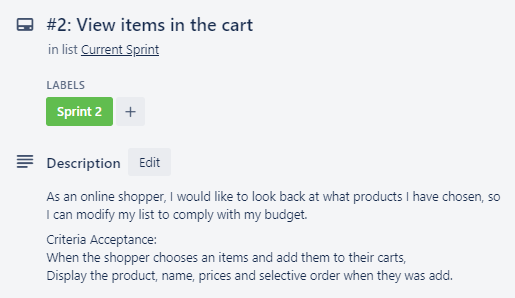 #2: View items in the cart
in list Current Sprint
LABELS
Sprint 2 +
Description Edit
As an online shopper, I would like to look back at what products I have chosen, so
I can modify my list to comply with my budget.
Criteria Acceptance:
When the shopper chooses an items and add them to their carts,
Display the product, name, prices and selective order when they was add.